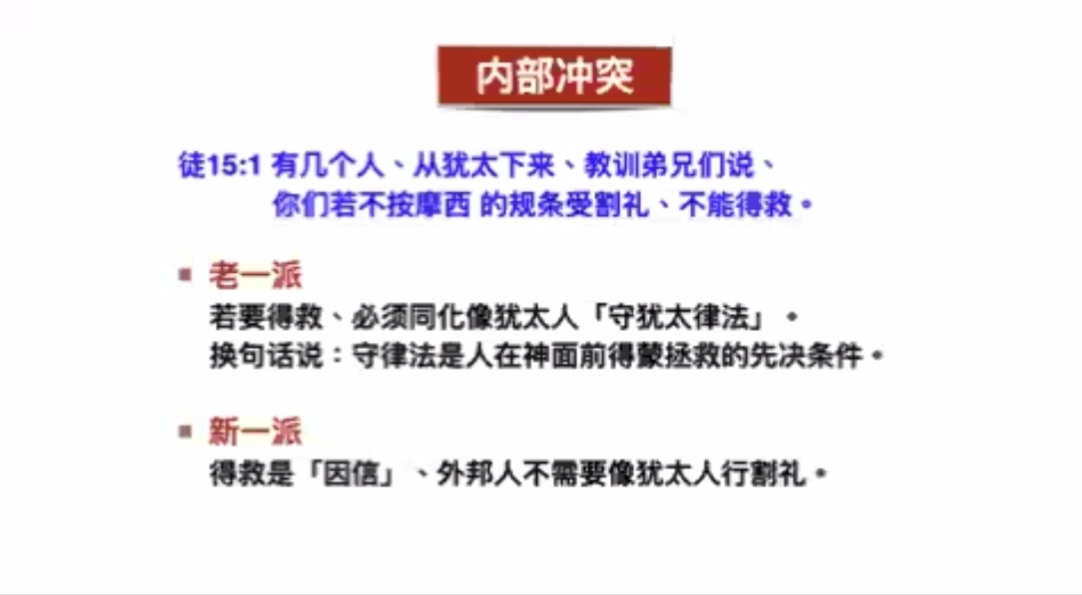 内部冲突
徒15:1 有几个人、从犹太下来、教训弟兄们说、
你们若不按摩西 的规条受割礼、不能得救。
▪ 老一派
若要得救、必须同化像犹太人「守犹太律法」。
换句话说：守律法是人在神面前得蒙拯救的先决条件。
▪ 新一派
得救是「因信」、外邦人不需要像犹太人行割礼。